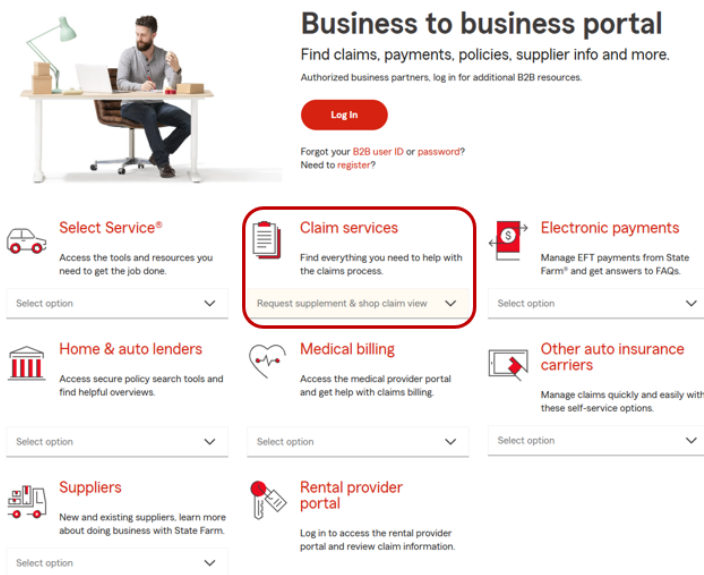 Business to business portal
Find claims, payments, policies, supplier info and more.
Authorized business partners, log in for additional B2B resources.
Log In
Forgot your B2B user ID or password?
Need to register?
Select Service®
Access the tools and resources you
need to get the job done.
Select option
Claim services
Find everything you need to help with
the claims process.
Request supplement & shop claim view
Electronic payments
Manage EFT payments from State
Farm® and get answers to FAQs.
Select option
Home & auto lenders
Access secure policy search tools and
find helpful overviews.
Select option
Medical billing
Access the medical provider portal
and get help with claims billing.
Select option
Other auto insurance
carriers
Manage claims quickly and easily with
these self-service options.
Select option
Suppliers
New and existing suppliers, learn more
about doing business with State Farm.
Select option
Rental provider
portal
Log in to access the rental provider
portal and review claim information.